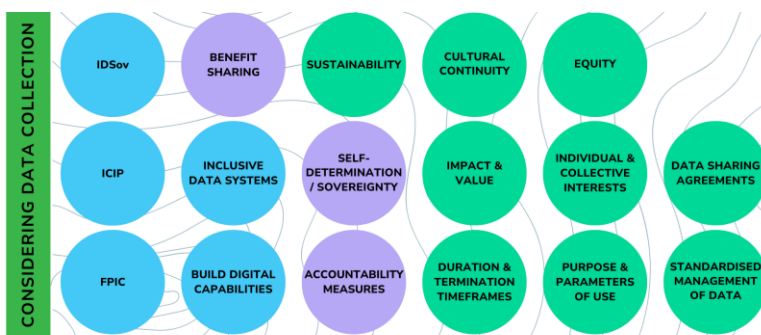 CONSIDERING DATA COLLECTION
IDSov
BENEFIT
SHARING
SUSTAINABILITY
CULTURAL
CONTINUITY
EQUITY
ICIP
INCLUSIVE
DATA SYSTEMS
SELF-
DETERMINATION
/ SOVEREIGNTY
IMPACT &
VALUE
INDIVIDUAL &
COLLECTIVE
INTERESTS
DATA SHARING
AGREEMENTS
FPIC
BUILD DIGITAL
CAPABILITIES
ACCOUNTABILITY
MEASURES
DURATION &
TERMINATION
TIMEFRAMES
PURPOSE &
PARAMETERS
OF USE
STANDARDISED
MANAGEMENT
OF DATA